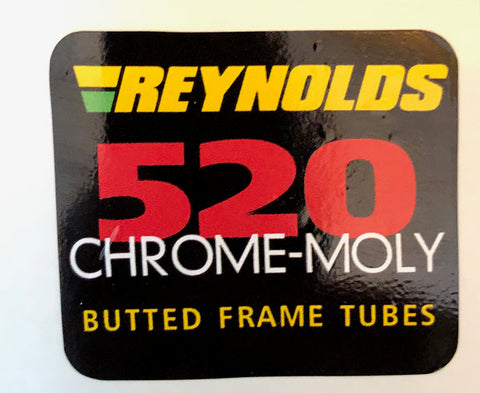 REYNOLDS
520
CHROME-MOLY
BUTTED FRAME TUBES